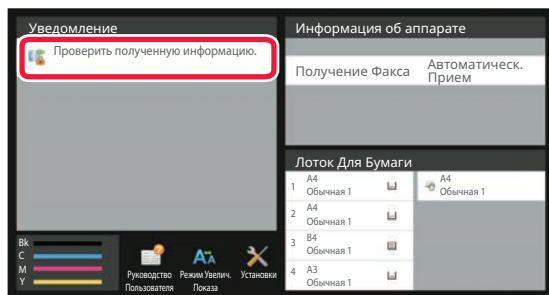 Уведомление
Проверить полученную информацию.
Информация об аппарате
Получение Факса
Автоматическ.
Прием
Лоток Для Бумаги
1
A4
Обычная 1
2
A4
Обычная 1
3
B4
Обычная 1
4
A3
Обычная 1
A4
Обычная 1
Bk
C
M
Y
Руководство
Пользователя
Режим Увелич.
Показа
Установки